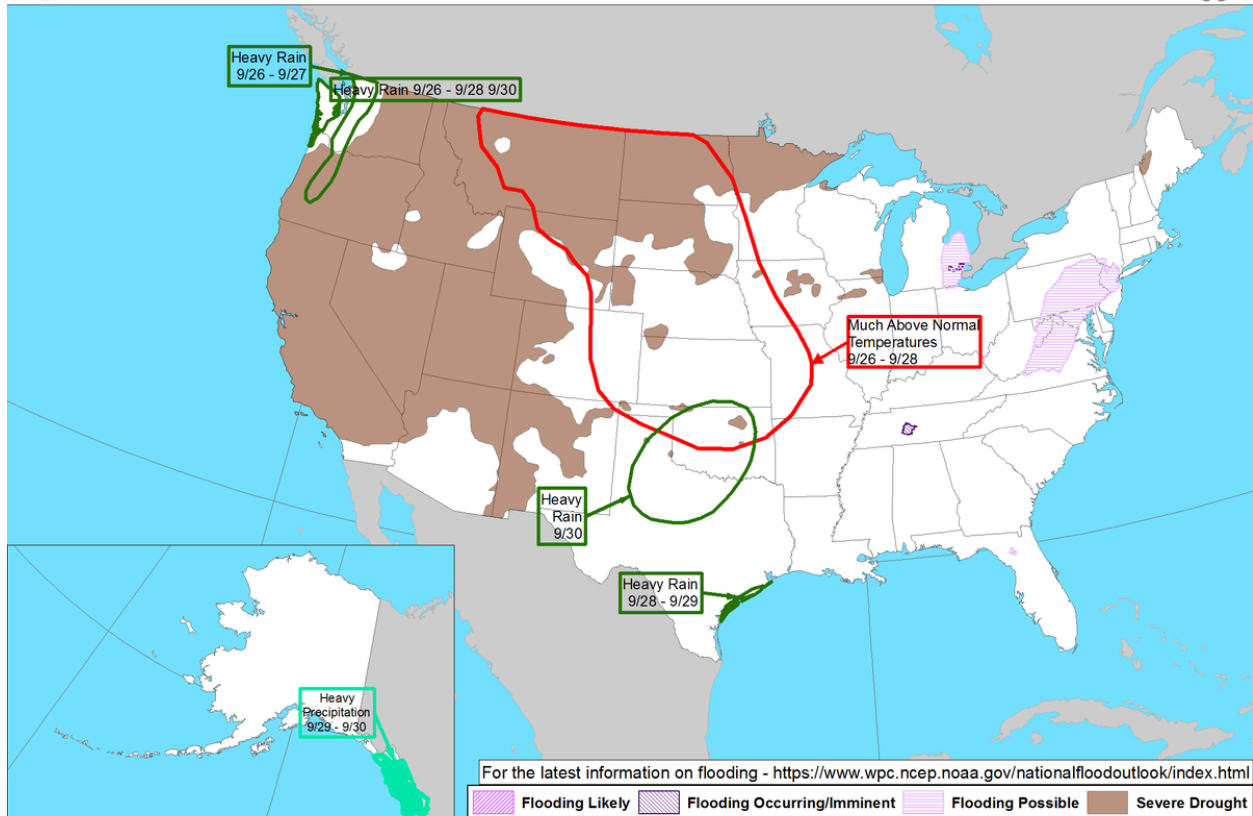 Heavy Rain
9/26 - 9/27
Heavy Rain 9/26 - 9/28 9/30
Much Above Normal
Temperatures
9/26 - 9/28
Heavy
Rain
9/30
Heavy Rain
9/28 - 9/29
Heavy
Precipitation
9/29 - 9/30
For the latest information on flooding - https://www.wpc.ncep.noaa.gov/nationalfloodoutlook/index.html
Flooding Likely
Flooding Occurring/Imminent
Flooding Possible
Severe Drought